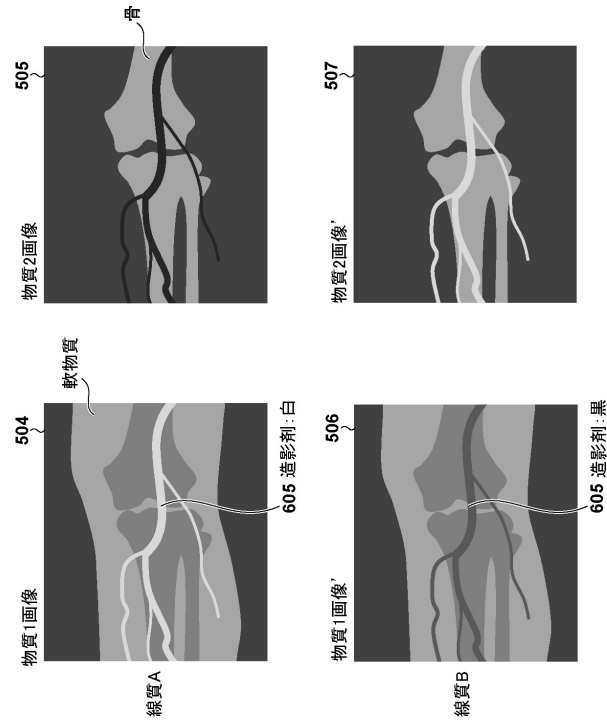 線質A
物質1画像
504
軟物質
605 造影剤：白
物質2画像
505
骨
線質B
物質1画像’
506
605 造影剤：黒
物質2画像’
507